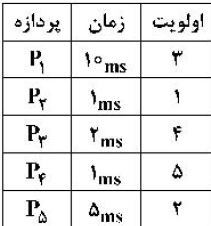 پردازه زمان اولویت
P۱ ۱۰ms ۳
P۲ ۱ms ۱
P۳ ۲ms ۴
P۴ ۱ms ۵
P۵ ۵ms ۲